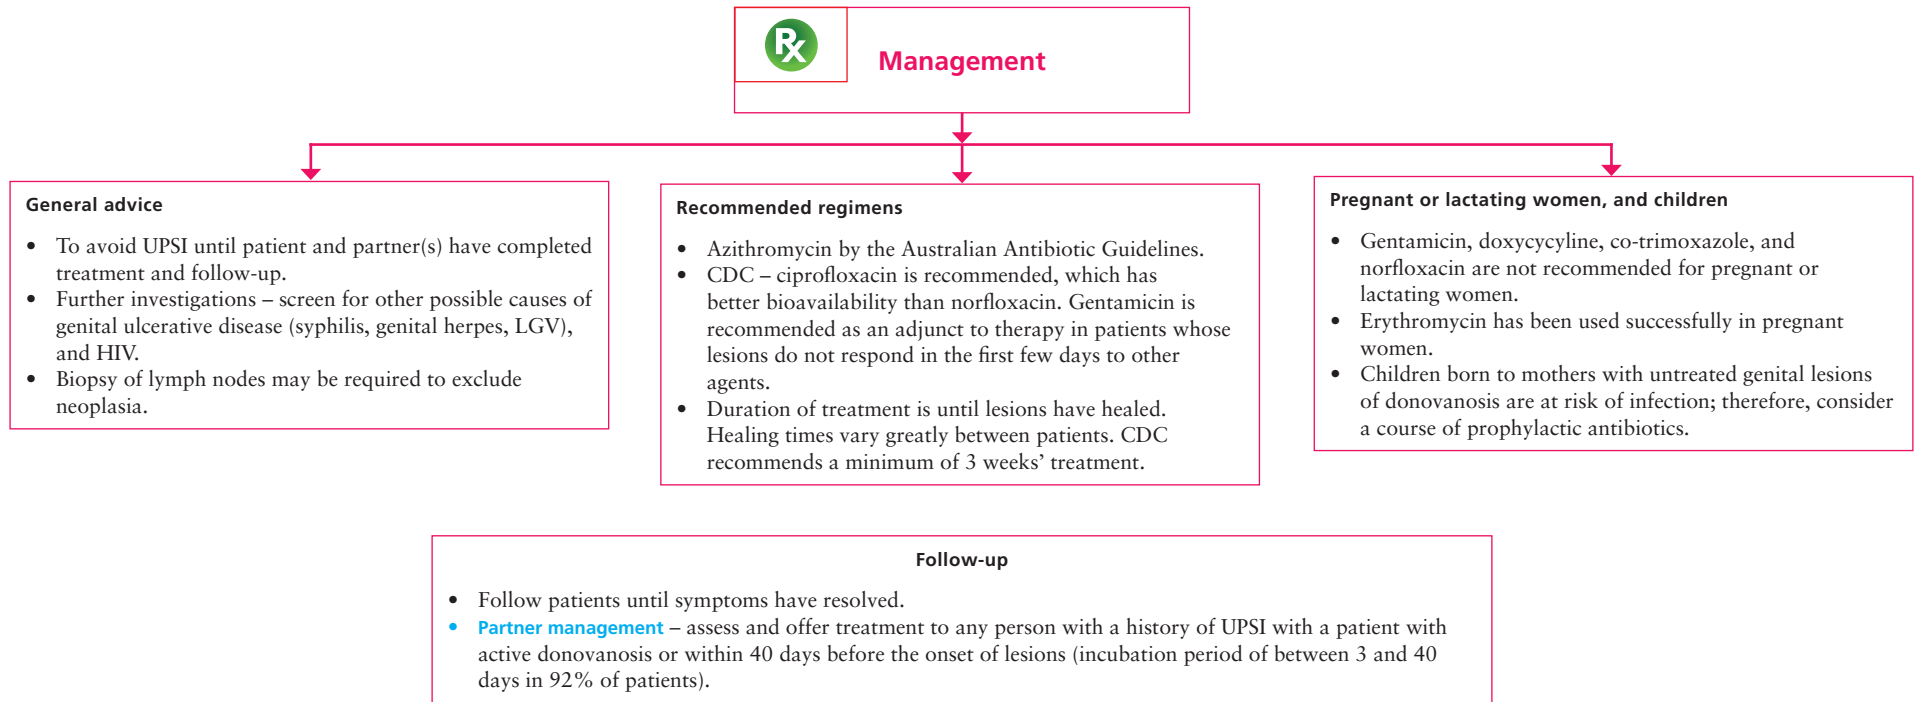 Rx
Management
General advice
• To avoid UPSI until patient and partner(s) have completed
treatment and follow-up.
• Further investigations – screen for other possible causes of
genital ulcerative disease (syphilis, genital herpes, LGV),
and HIV.
• Biopsy of lymph nodes may be required to exclude
neoplasia.
Recommended regimens
• Azithromycin by the Australian Antibiotic Guidelines.
• CDC – ciprofloxacin is recommended, which has
better bioavailability than norfloxacin. Gentamicin is
recommended as an adjunct to therapy in patients whose
lesions do not respond in the first few days to other
agents.
• Duration of treatment is until lesions have healed.
Healing times vary greatly between patients. CDC
recommends a minimum of 3 weeks’ treatment.
Pregnant or lactating women, and children
• Gentamicin, doxycycyline, co-trimoxazole, and
norfloxacin are not recommended for pregnant or
lactating women.
• Erythromycin has been used successfully in pregnant
women.
• Children born to mothers with untreated genital lesions
of donovanosis are at risk of infection; therefore, consider
a course of prophylactic antibiotics.
Follow-up
• Follow patients until symptoms have resolved.
• Partner management – assess and offer treatment to any person with a history of UPSI with a patient with
active donovanosis or within 40 days before the onset of lesions (incubation period of between 3 and 40
days in 92% of patients).